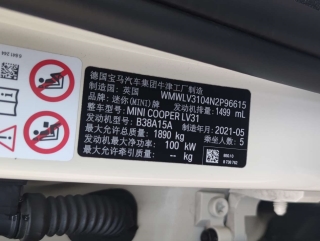 德国宝马汽车集团牛津工厂制造
制造国：英国 WMWLV3104N2P96615
品牌：迷你(MINI)牌 发动机排量：1499 mL
整车型号：MINI COOPER LV31
发动机型号：B38A15A 制造年月：2021-05
最大允许总质量：1890 kg 乘坐人数：5
发动机最大净功率：100 kW
最大允许牵引质量：-- kg